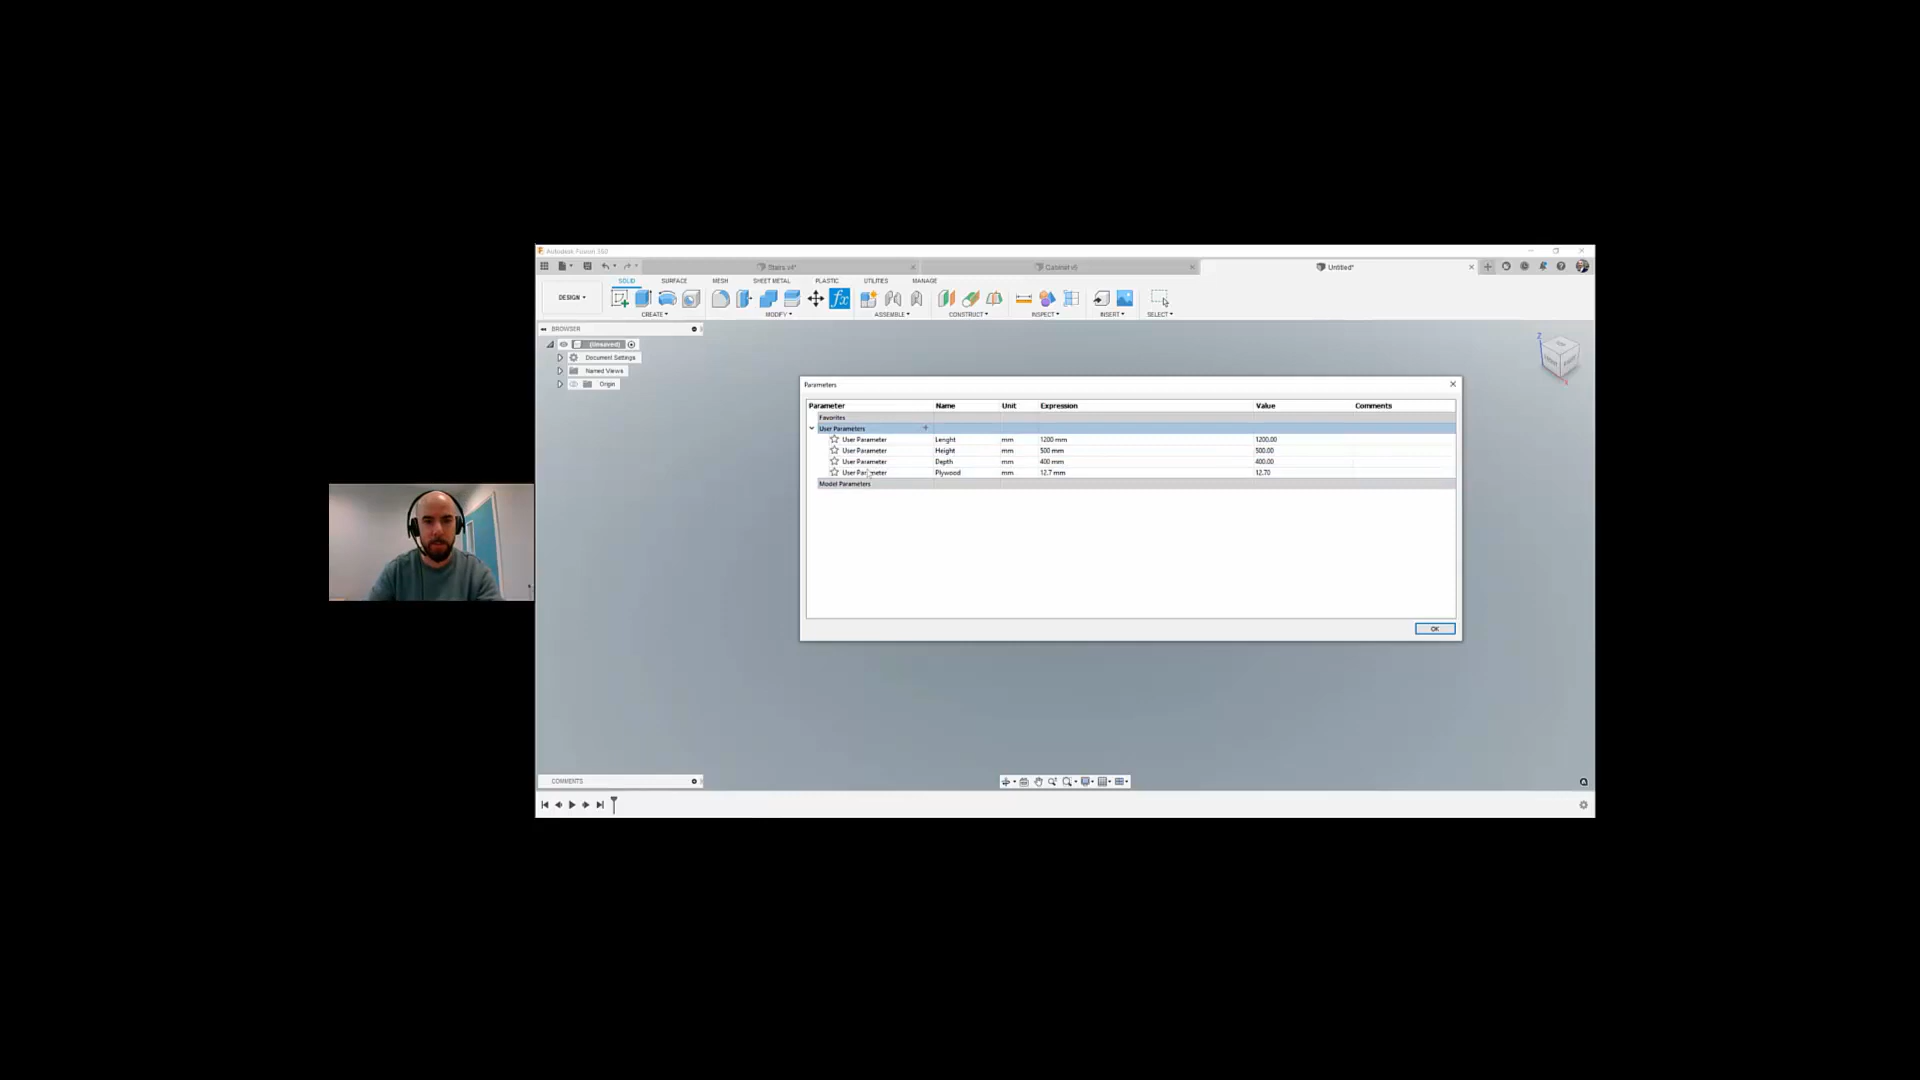 Autodesk Fusion 360
Stairs v4*
Cabinet v5
Untitled*
SOLID SURFACE MESH SHEET METAL PLASTIC UTILITIES MANAGE
DESIGN
CREATE MODIFY ASSEMBLE CONSTRUCT INSPECT INSERT SELECT
BROWSER
(Unsaved)
Document Settings
Named Views
Origin
Z
Parameters
Parameter Name Unit Expression Value Comments
Favorites
User Parameters +
User Parameter Lenght mm 1200 mm 1200.00
User Parameter Height mm 500 mm 500.00
User Parameter Depth mm 400 mm 400.00
User Parameter Plywood mm 12.7 mm 12.70
Model Parameters
OK
COMMENTS